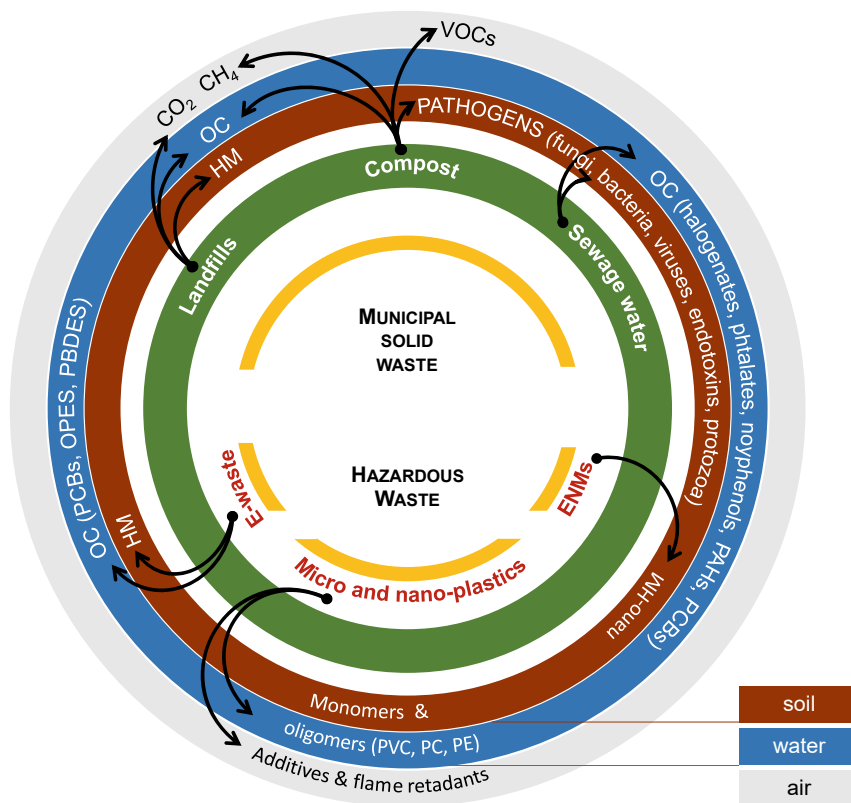 VOCs
CO2 CH4
OC
HM
PATHOGENS (fungi, bacteria, viruses, endotoxins, protozoa)
OC (halogenates, phtalates, noyphenols, PAHs, PCBs)
Compost
Landfills
Sewage water
MUNICIPAL
SOLID
WASTE
HAZARDOUS
WASTE
E-waste
Micro and nano-plastics
ENMs
OC (PCBs, OPES, PBDES)
HM
nano-HM
Monomers &
oligomers (PVC, PC, PE)
Additives & flame retadants
soil
water
air